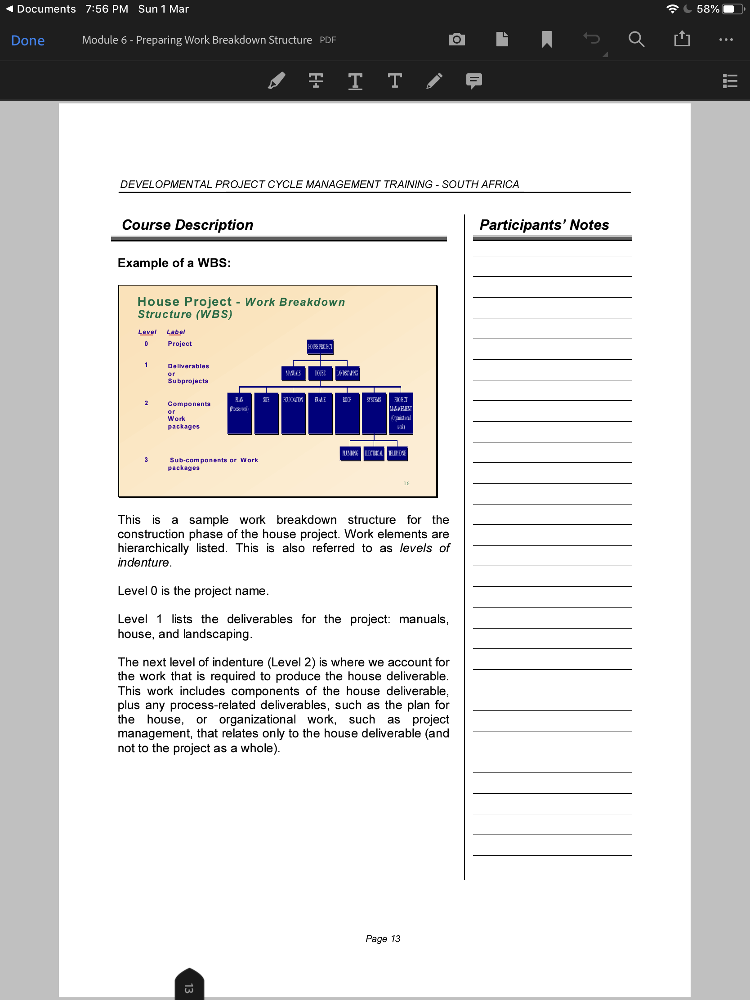 Documents 7:56 PM Sun 1 Mar 58%
Done Module 6 - Preparing Work Breakdown Structure PDF
DEVELOPMENTAL PROJECT CYCLE MANAGEMENT TRAINING - SOUTH AFRICA
Course Description
Participants’ Notes
Example of a WBS:
House Project - Work Breakdown
Structure (WBS)
Level Label
0 Project
HOUSE PROJECT
1 Deliverables
or
Subprojects
MANUALS HOUSE LANDSCAPING
2 Components
or
Work
packages
PLAN
(Process work)
SITE
FOUNDATION
FRAME
ROOF
SYSTEMS
PROJECT
MANAGEMENT
(Organizational
work)
PLUMBING ELECTRICAL TELEPHONE
3 Sub-components or Work
packages
16
This is a sample work breakdown structure for the
construction phase of the house project. Work elements are
hierarchically listed. This is also referred to as levels of
indenture.
Level 0 is the project name.
Level 1 lists the deliverables for the project: manuals,
house, and landscaping.
The next level of indenture (Level 2) is where we account for
the work that is required to produce the house deliverable.
This work includes components of the house deliverable,
plus any process-related deliverables, such as the plan for
the house, or organizational work, such as project
management, that relates only to the house deliverable (and
not to the project as a whole).
Page 13
13